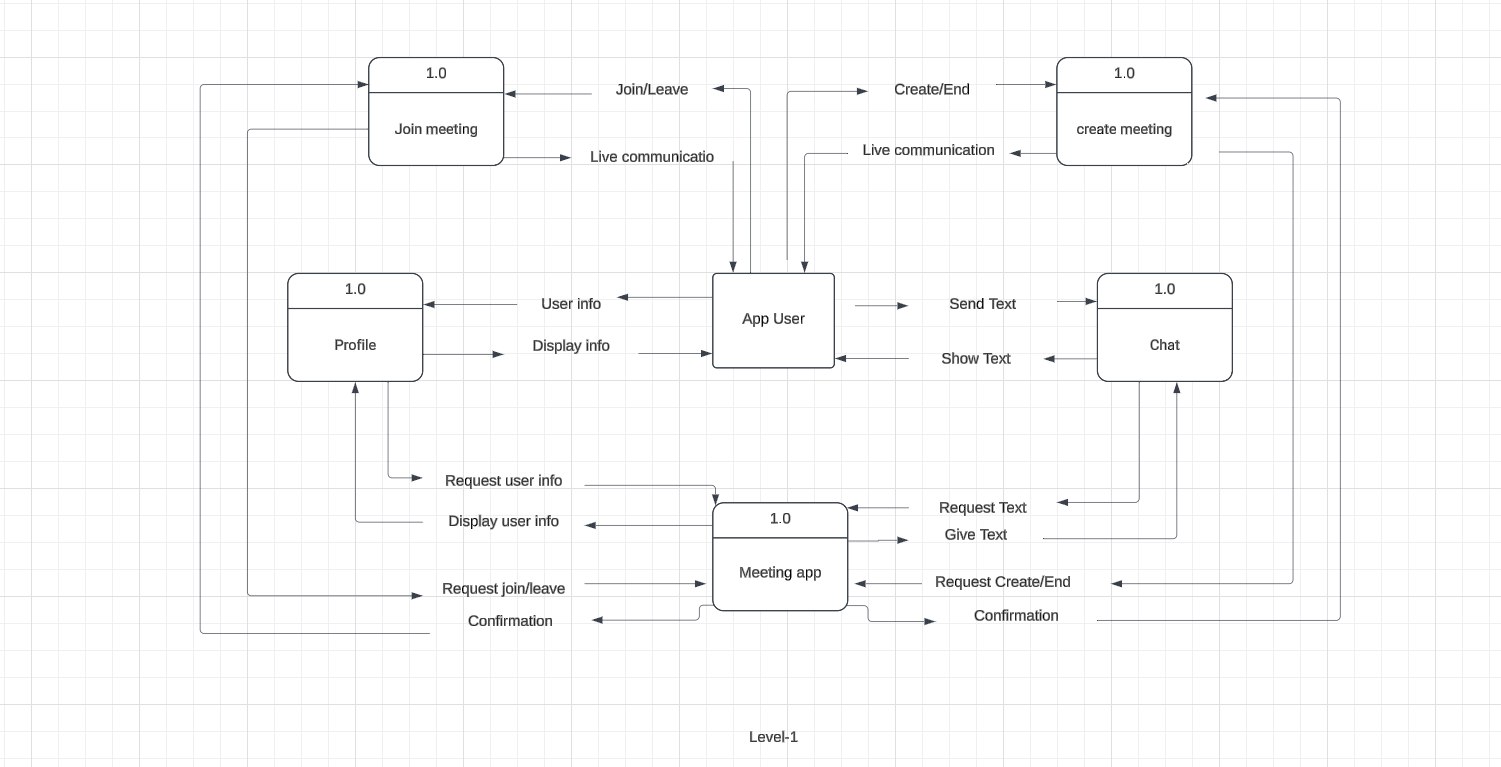 1.0
1.0
Join/Leave
Create/End
Join meeting
create meeting
Live communicatio
Live communication
1.0
1.0
User info
Send Text
App User
Profile
Display info
Chat
Show Text
Request user info
Request Text
1.0
Display user info
Give Text
Meeting app
Request join/leave
Request Create/End
Confirmation
Confirmation
Level-1